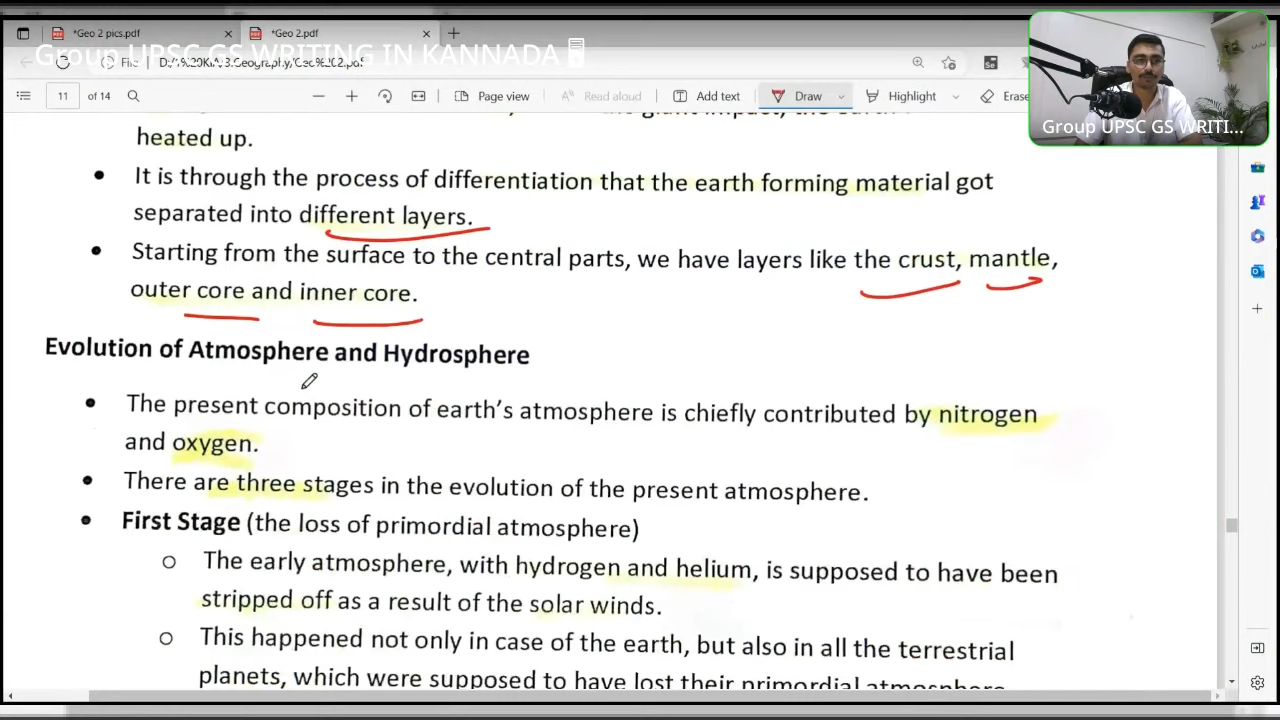 *Geo 2 pics.pdf
*Geo 2.pdf
Group UPSC GS WRITING IN KANNADA
File
11 of 14
Page view
Read aloud
Add text
Draw
Highlight
Erase
Group UPSC GS WRITI...
heated up.
It is through the process of differentiation that the earth forming material got
separated into different layers.
Starting from the surface to the central parts, we have layers like the crust, mantle,
outer core and inner core.
Evolution of Atmosphere and Hydrosphere
The present composition of earth's atmosphere is chiefly contributed by nitrogen
and oxygen.
There are three stages in the evolution of the present atmosphere.
First Stage (the loss of primordial atmosphere)
The early atmosphere, with hydrogen and helium, is supposed to have been
stripped off as a result of the solar winds.
This happened not only in case of the earth, but also in all the terrestrial
planets, which were supposed to have lost their primordial atmosphere